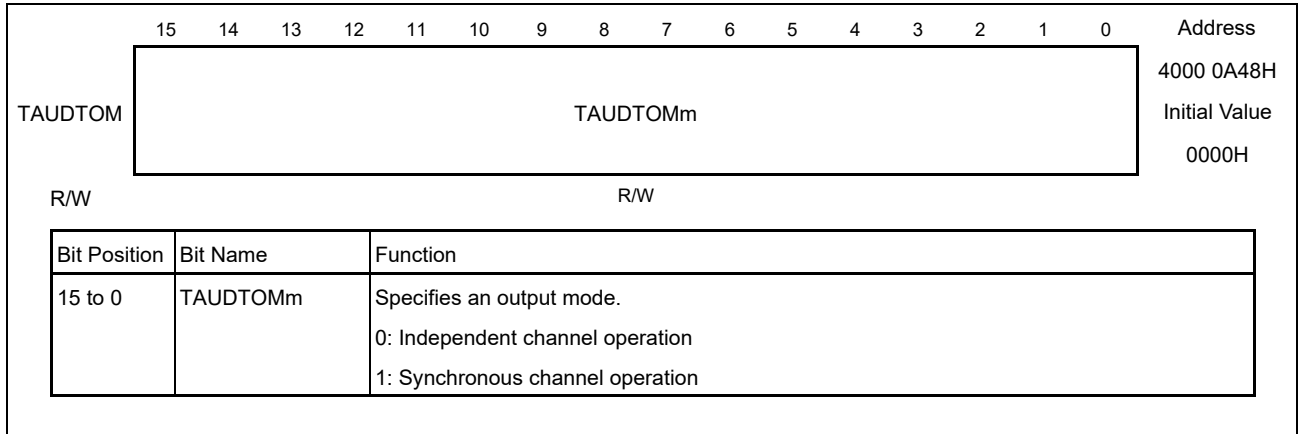 15 14 13 12 11 10 9 8 7 6 5 4 3 2 1 0 Address
4000 0A48H
TAUDTOM TAUDTOMm Initial Value
0000H
R/W R/W
Bit Position Bit Name Function
15 to 0 TAUDTOMm Specifies an output mode.
0: Independent channel operation
1: Synchronous channel operation